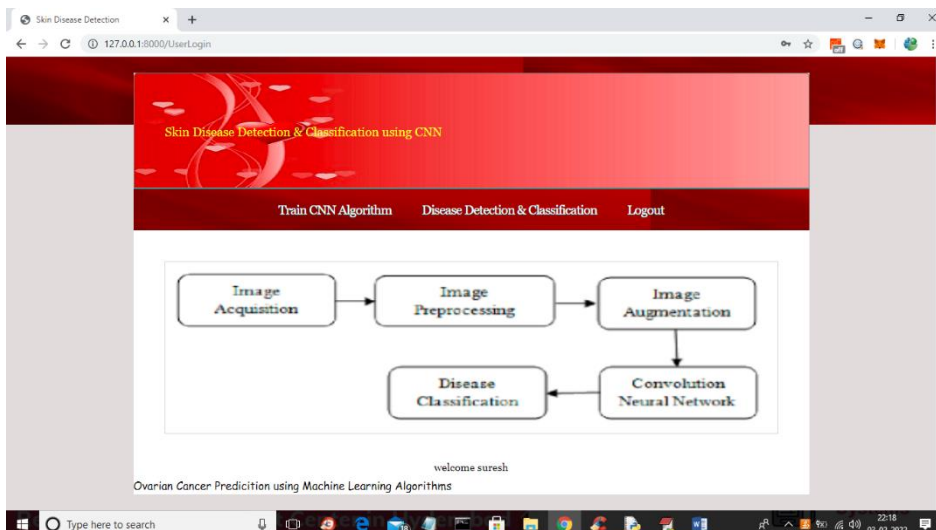 Skin Disease Detection
127.0.0.1:8000/UserLogin
off
Skin Disease Detection & Classification using CNN
Train CNN Algorithm Disease Detection & Classification Logout
Image
Acquisition
Image
Preprocessing
Image
Augmentation
Disease
Classification
Convolution
Neural Network
welcome suresh
Ovarian Cancer Predicition using Machine Learning Algorithms
Type here to search
22:18